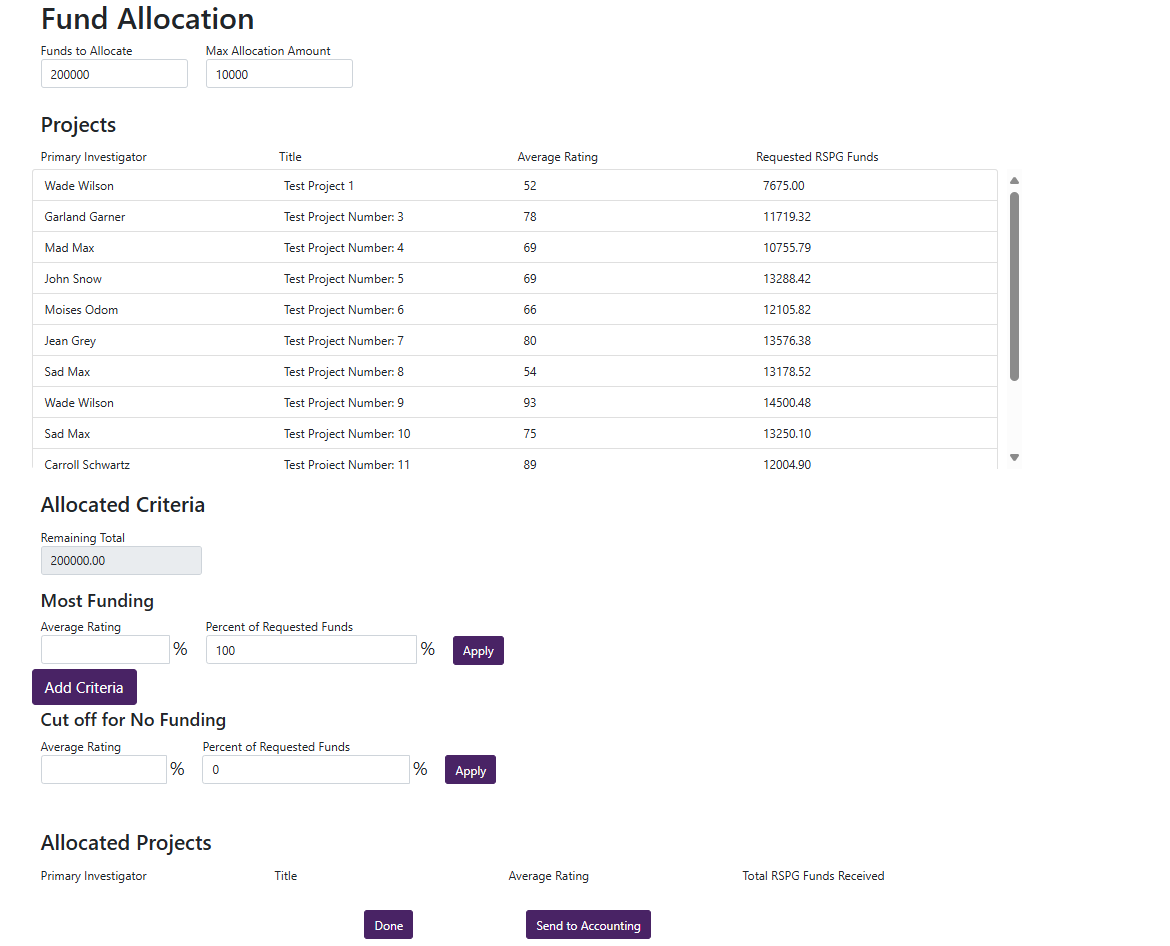 Fund Allocation
Funds to Allocate Max Allocation Amount
200000 10000
Projects
Primary Investigator Title Average Rating Requested RSPG Funds
Wade Wilson Test Project 1 52 7675.00
Garland Garner Test Project Number: 3 78 11719.32
Mad Max Test Project Number: 4 69 10755.79
John Snow Test Project Number: 5 69 13288.42
Moises Odom Test Project Number: 6 66 12105.82
Jean Grey Test Project Number: 7 80 13576.38
Sad Max Test Project Number: 8 54 13178.52
Wade Wilson Test Project Number: 9 93 14500.48
Sad Max Test Project Number: 10 75 13250.10
Carroll Schwartz Test Project Number: 11 89 12004.90
Allocated Criteria
Remaining Total
200000.00
Most Funding
Average Rating Percent of Requested Funds
% 100 % Apply
Add Criteria
Cut off for No Funding
Average Rating Percent of Requested Funds
% 0 % Apply
Allocated Projects
Primary Investigator Title Average Rating Total RSPG Funds Received
Done Send to Accounting